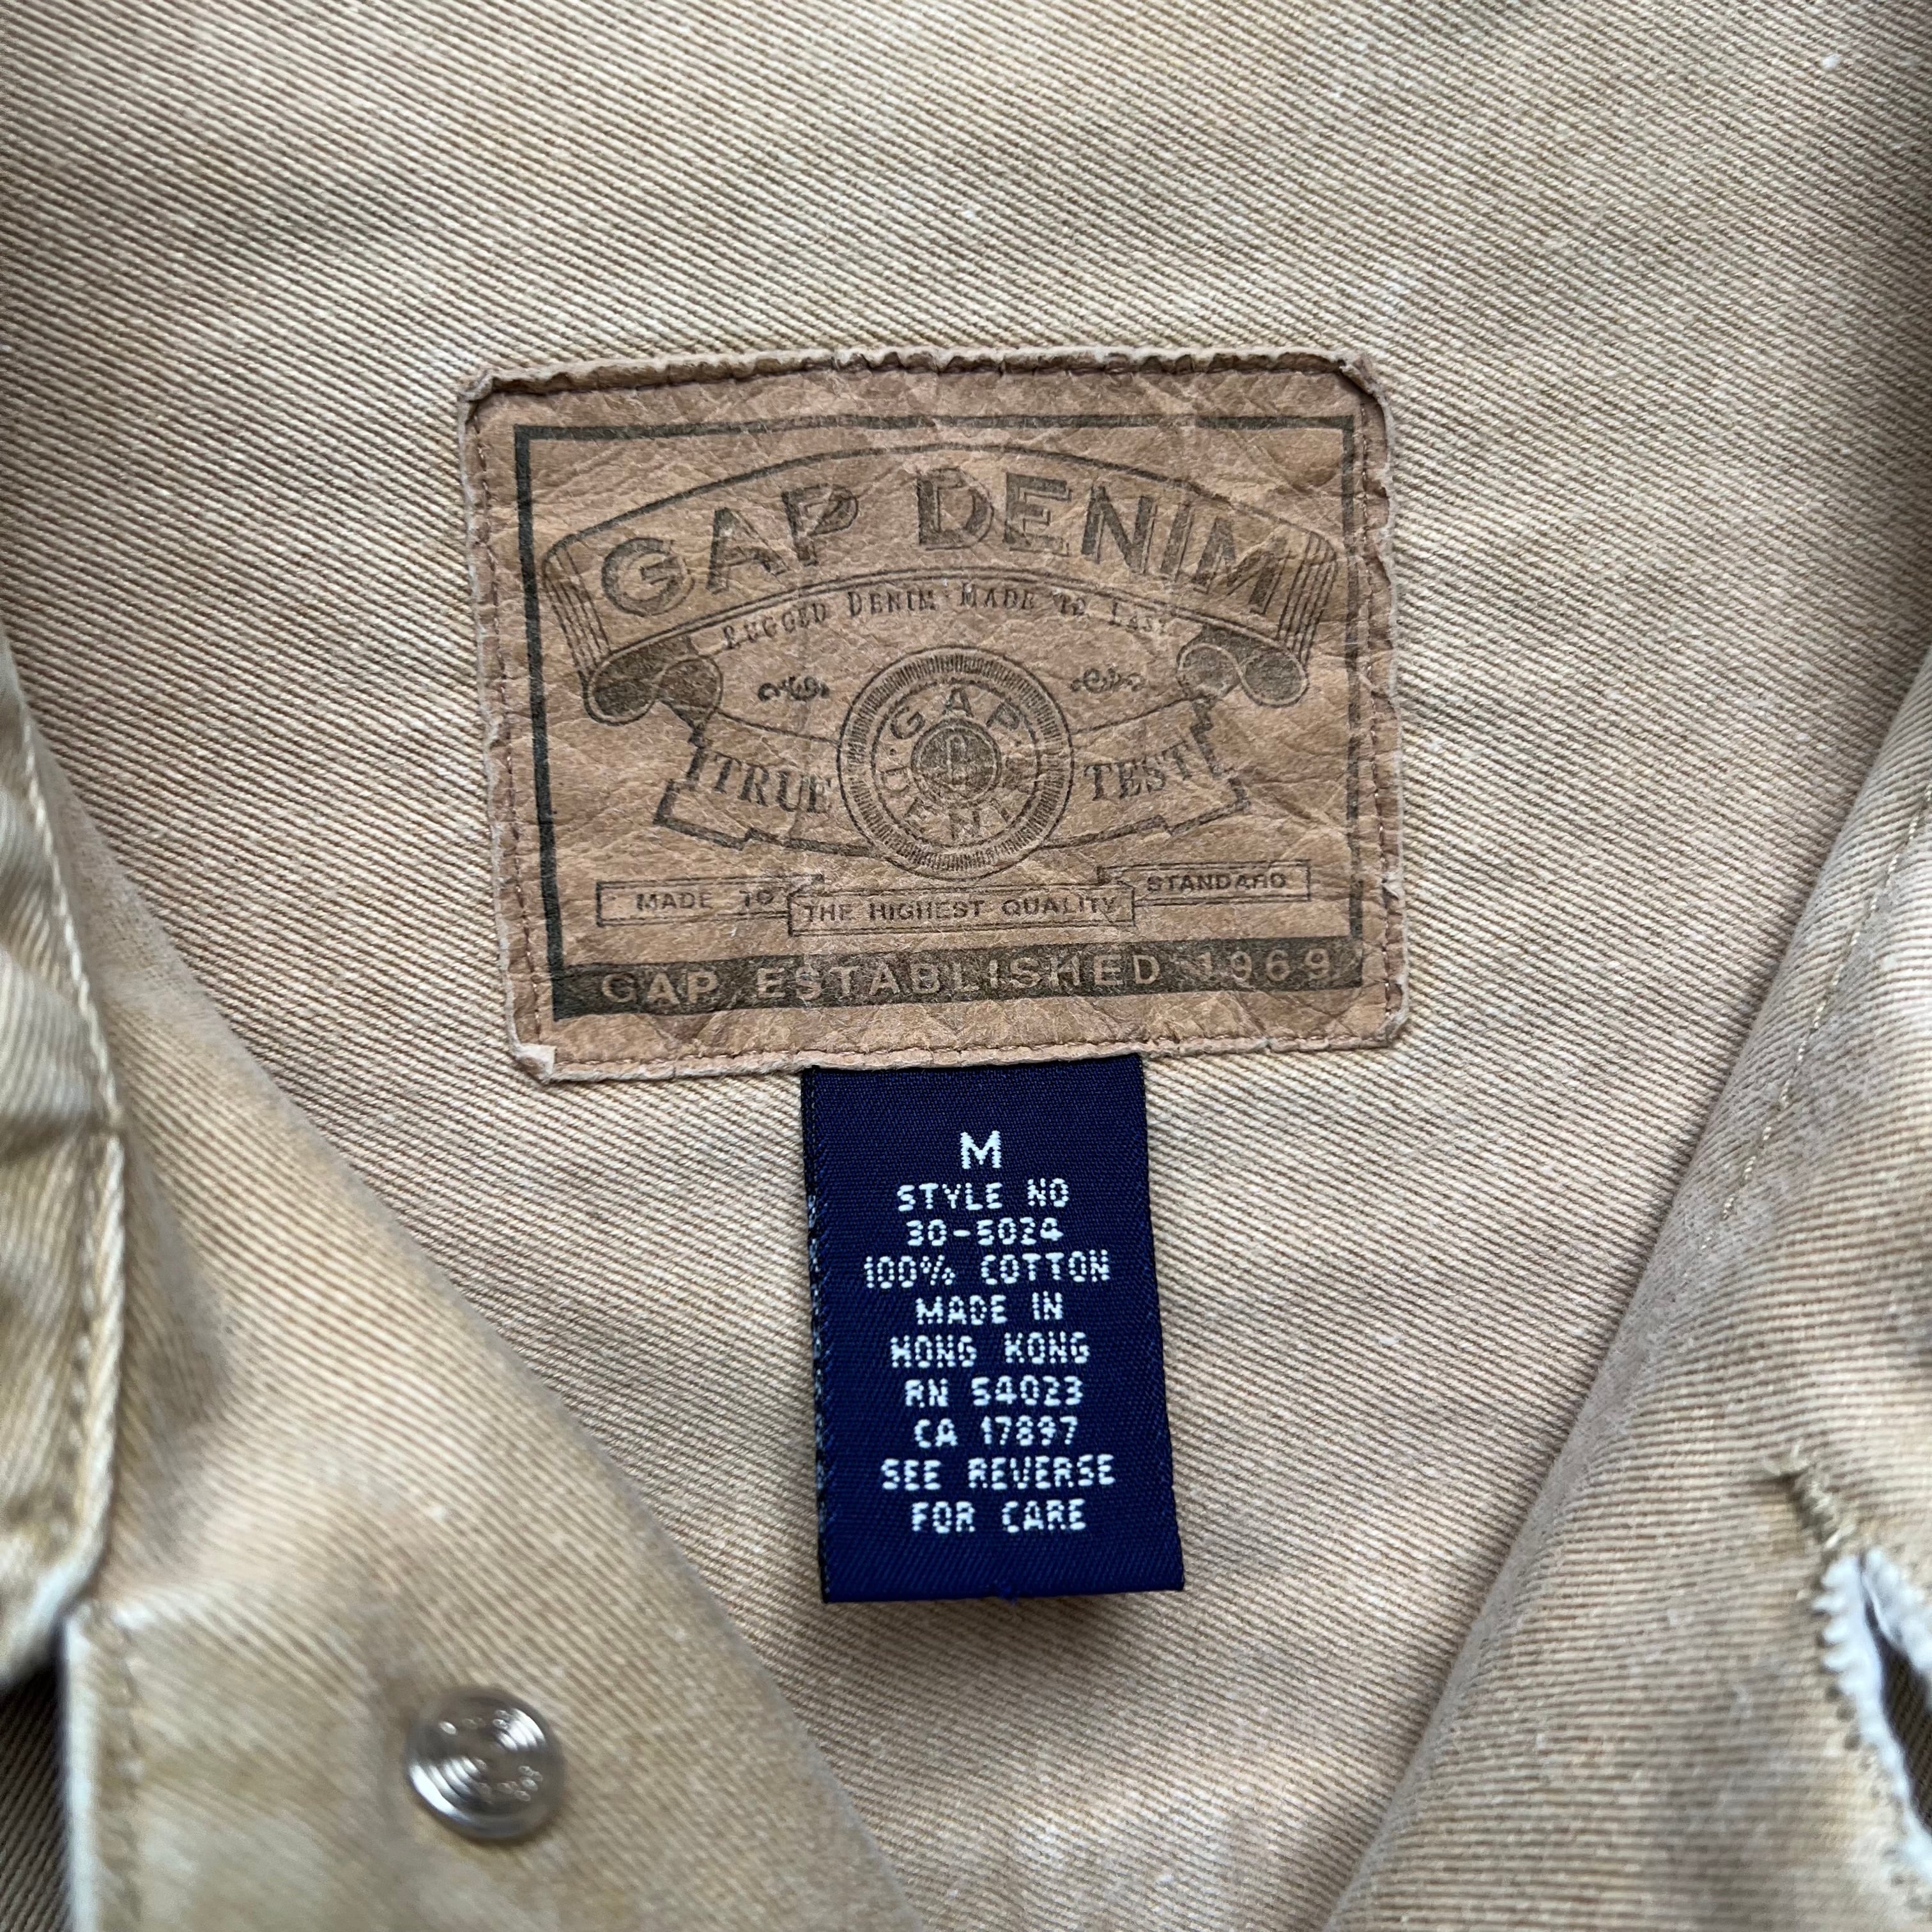 GAP DENIM
RUGGED DENIM MADE TO LAST
GAP
D
DENIM
TRUE TEST
MADE TO THE HIGHEST QUALITY STANDARD
GAP ESTABLISHED 1969
M
STYLE NO
30-5024
100% COTTON
MADE IN
HONG KONG
RN 54023
CA 17897
SEE REVERSE
FOR CARE